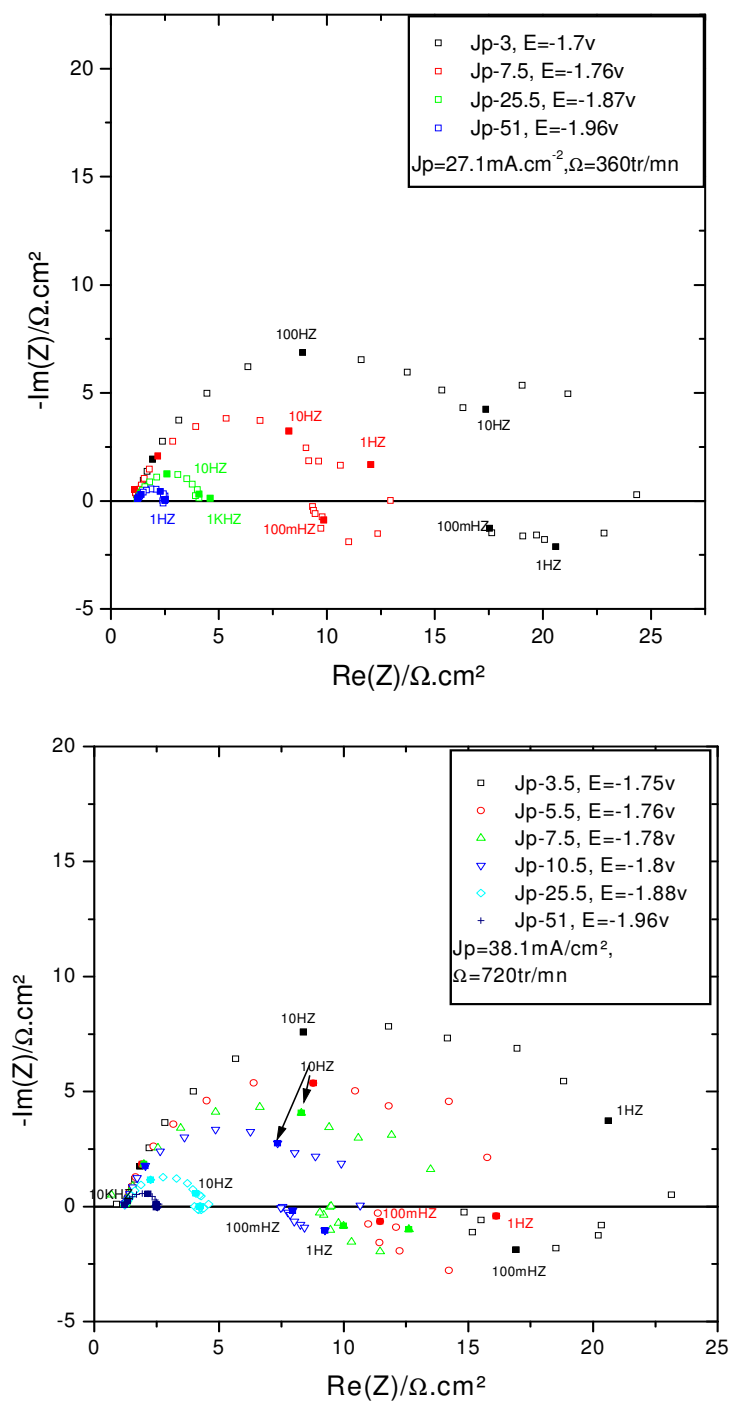 20
15
10
5
0
-5
-Im(Z)/Ω.cm²
Jp-3, E=-1.7v
Jp-7.5, E=-1.76v
Jp-25.5, E=-1.87v
Jp-51, E=-1.96v
Jp=27.1mA.cm⁻²,Ω=360tr/mn
100HZ
10HZ
1HZ
10HZ
10HZ
1HZ
1KHZ
100mHZ
100mHZ
1HZ
0 5 10 15 20 25
Re(Z)/Ω.cm²
20
15
10
5
0
-5
-Im(Z)/Ω.cm²
Jp-3.5, E=-1.75v
Jp-5.5, E=-1.76v
Jp-7.5, E=-1.78v
Jp-10.5, E=-1.8v
Jp-25.5, E=-1.88v
Jp-51, E=-1.96v
Jp=38.1mA/cm²,
Ω=720tr/mn
10HZ
10HZ
1HZ
10KHZ
10HZ
100mHZ
100mHZ
1HZ
1HZ
100mHZ
0 5 10 15 20 25
Re(Z)/Ω.cm²